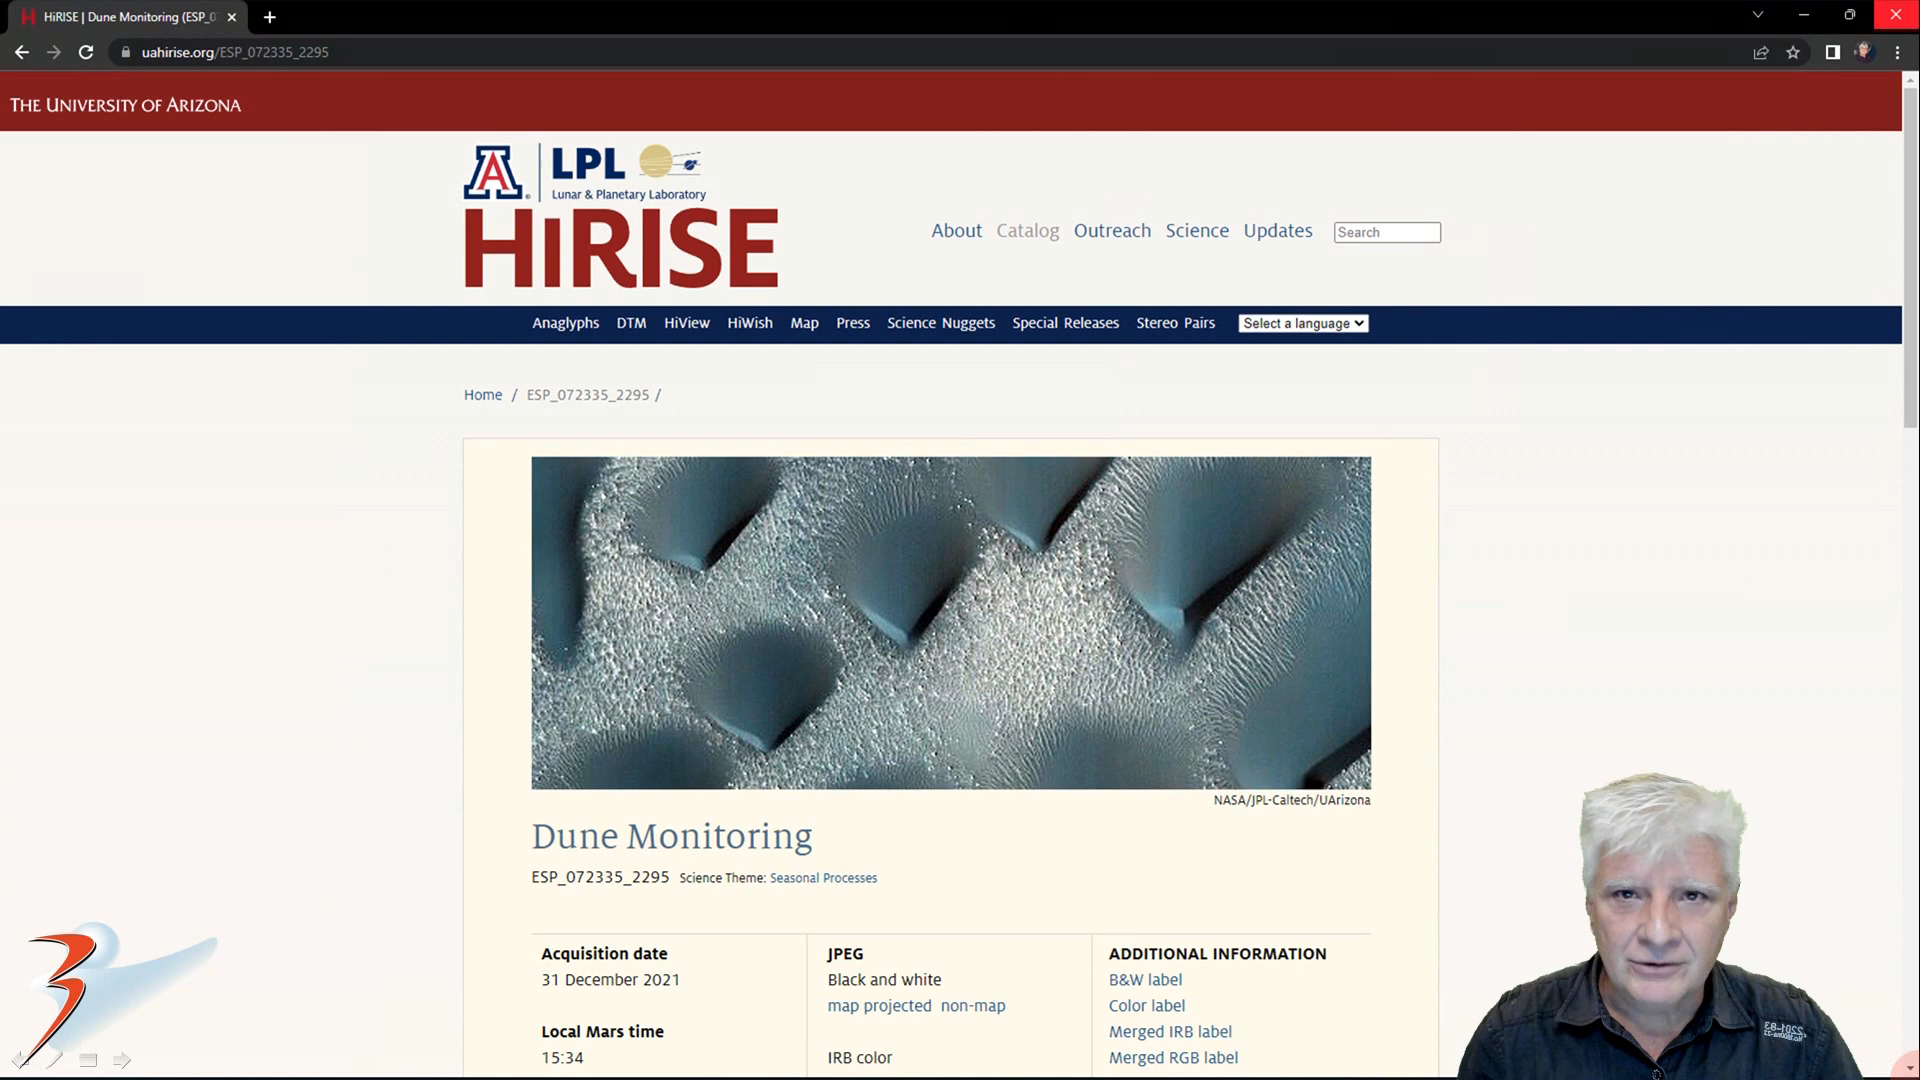 HiRISE | Dune Monitoring (ESP_0
uahirise.org/ESP_072335_2295
THE UNIVERSITY OF ARIZONA
A
LPL
Lunar & Planetary Laboratory
HiRISE
About Catalog Outreach Science Updates Search
Anaglyphs DTM HiView HiWish Map Press Science Nuggets Special Releases Stereo Pairs Select a language
Home / ESP_072335_2295 /
NASA/JPL-Caltech/UArizona
Dune Monitoring
ESP_072335_2295 Science Theme: Seasonal Processes
Acquisition date
31 December 2021
Local Mars time
15:34
JPEG
Black and white
map projected non-map
IRB color
ADDITIONAL INFORMATION
B&W label
Color label
Merged IRB label
Merged RGB label
3